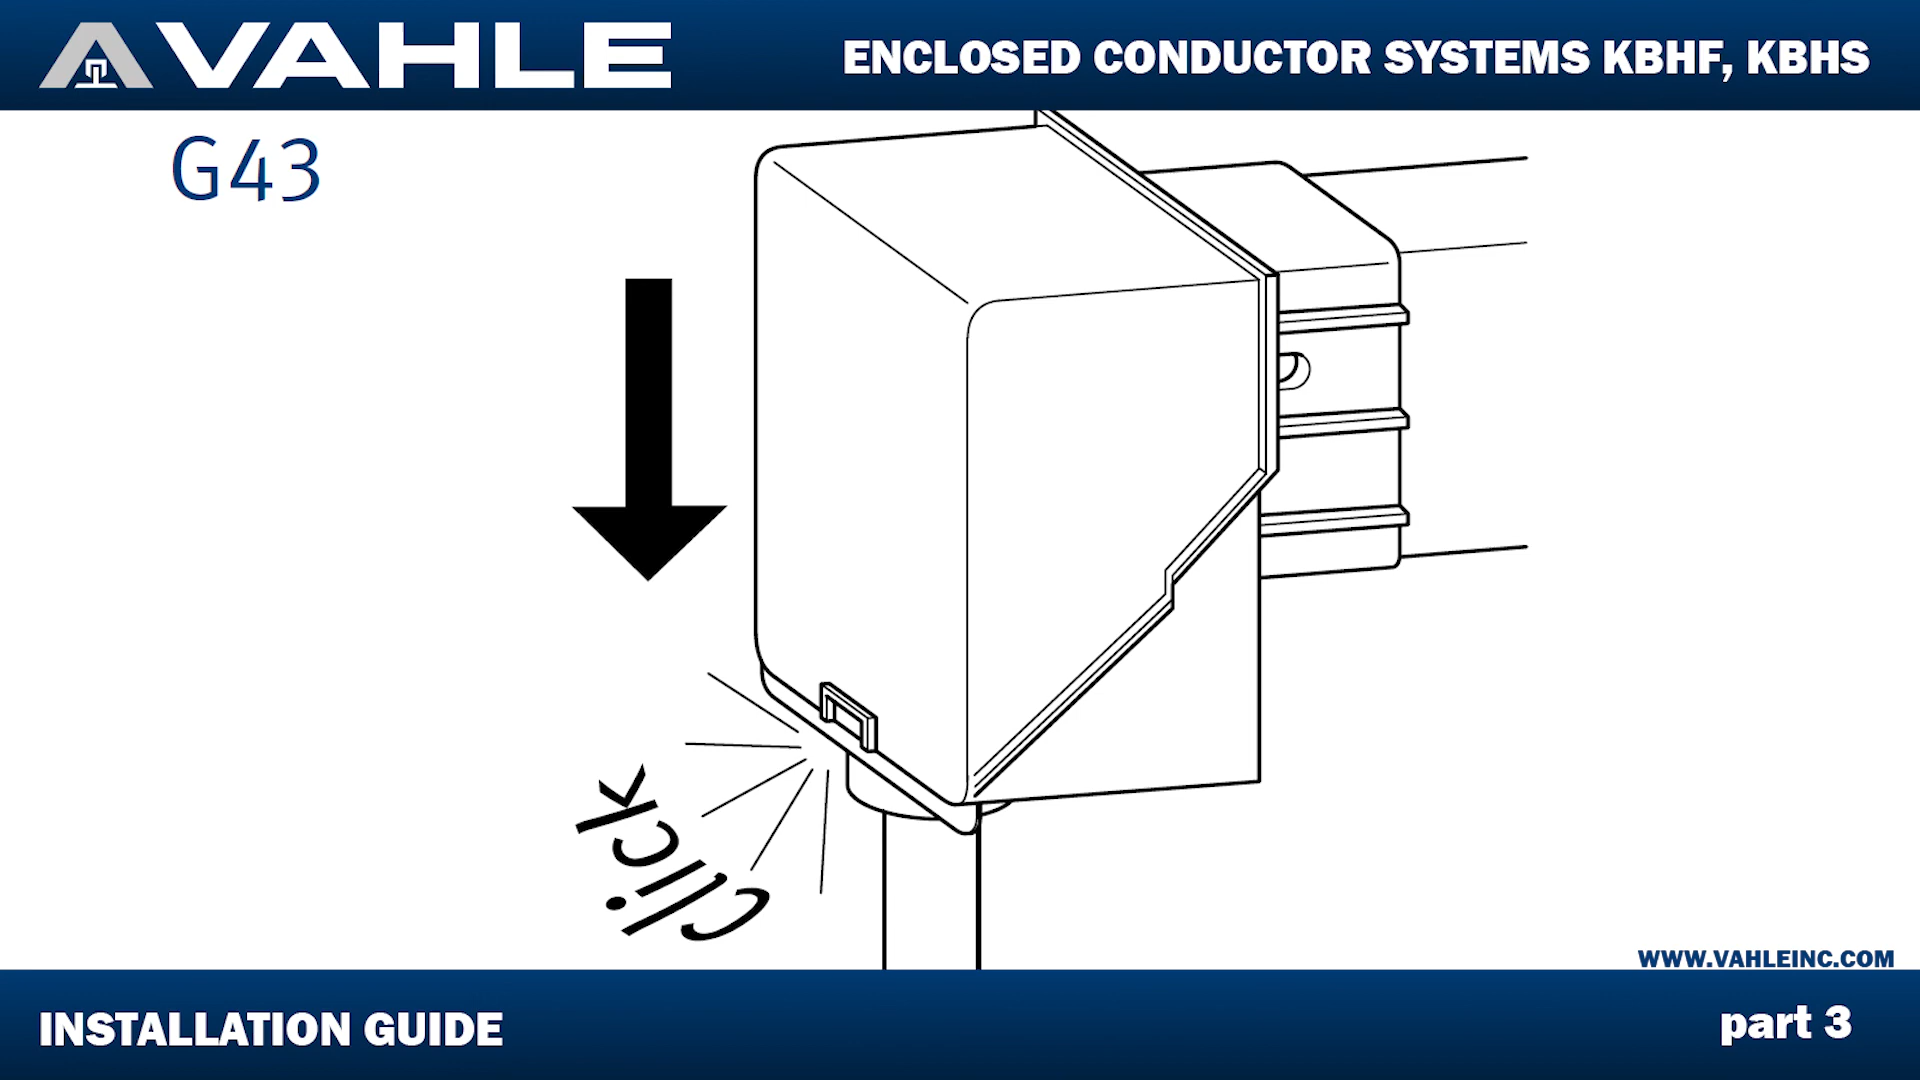 VAHLE
ENCLOSED CONDUCTOR SYSTEMS KBHF, KBHS
G43
click
WWW.VAHLEINC.COM
INSTALLATION GUIDE
part 3